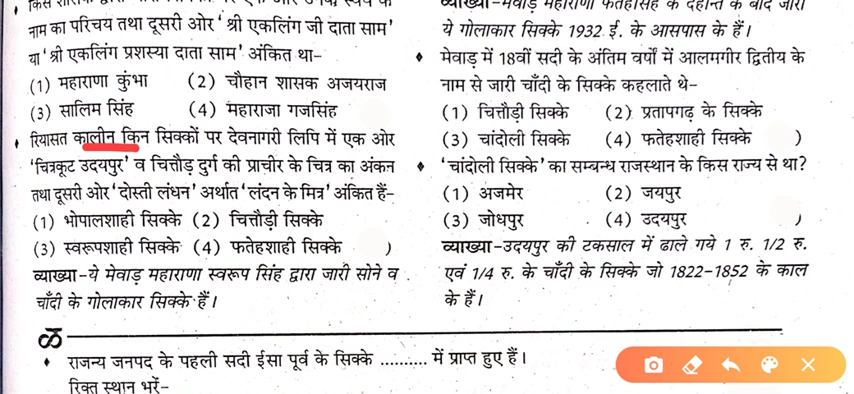 नाम का परिचय तथा दूसरी ओर 'श्री एकलिंग जी दाता साम'
या 'श्री एकलिंग प्रशस्या दाता साम' अंकित था-
(1) महाराणा कुंभा (2) चौहान शासक अजयराज
(3) सालिम सिंह (4) महाराजा गजसिंह
रियासत कालीन किन सिक्कों पर देवनागरी लिपि में एक ओर
'चित्रकूट उदयपुर' व चित्तौड़ दुर्ग की प्राचीर के चित्र का अंकन
तथा दूसरी ओर 'दोस्ती लंधन' अर्थात 'लंदन के मित्र' अंकित हैं-
(1) भोपालशाही सिक्के (2) चित्तौड़ी सिक्के
(3) स्वरूपशाही सिक्के (4) फतेहशाही सिक्के )
व्याख्या-ये मेवाड़ महाराणा स्वरूप सिंह द्वारा जारी सोने व
चाँदी के गोलाकार सिक्के हैं।
व्याख्या-मेवाड़ महाराणा फतेहसिंह के देहान्त के बाद जारी
ये गोलाकार सिक्के 1932 ई. के आसपास के हैं।
मेवाड़ में 18वीं सदी के अंतिम वर्षों में आलमगीर द्वितीय के
नाम से जारी चाँदी के सिक्के कहलाते थे-
(1) चित्तौड़ी सिक्के (2) प्रतापगढ़ के सिक्के
(3) चांदोली सिक्के (4) फतेहशाही सिक्के )
'चांदोली सिक्के' का सम्बन्ध राजस्थान के किस राज्य से था?
(1) अजमेर (2) जयपुर
(3) जोधपुर (4) उदयपुर )
व्याख्या-उदयपुर की टकसाल में ढाले गये 1 रु. 1/2 रु.
एवं 1/4 रु. के चाँदी के सिक्के जो 1822-1852 के काल
के हैं।
राजन्य जनपद के पहली सदी ईसा पूर्व के सिक्के .......... में प्राप्त हुए हैं।
रिक्त स्थान भरें-